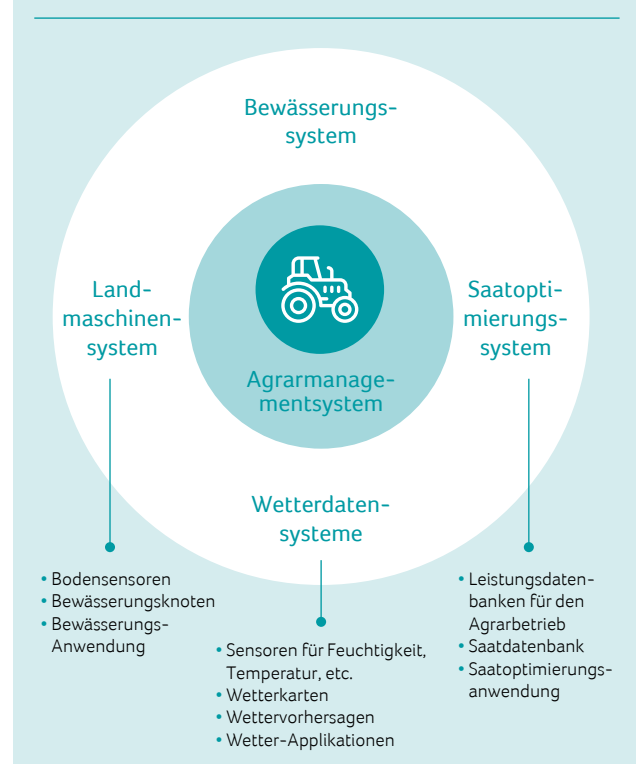 Bewässerungs-
system
Land-
maschinen-
system
Saatopti-
mierungs-
system
Agrarmanage-
mentsystem
Wetterdaten-
systeme
• Bodensensoren
• Bewässerungsknoten
• Bewässerungs-
Anwendung
• Sensoren für Feuchtigkeit,
Temperatur, etc.
• Wetterkarten
• Wettervorhersagen
• Wetter-Applikationen
• Leistungsdaten-
banken für den
Agrarbetrieb
• Saatdatenbank
• Saatoptimierungs-
anwendung